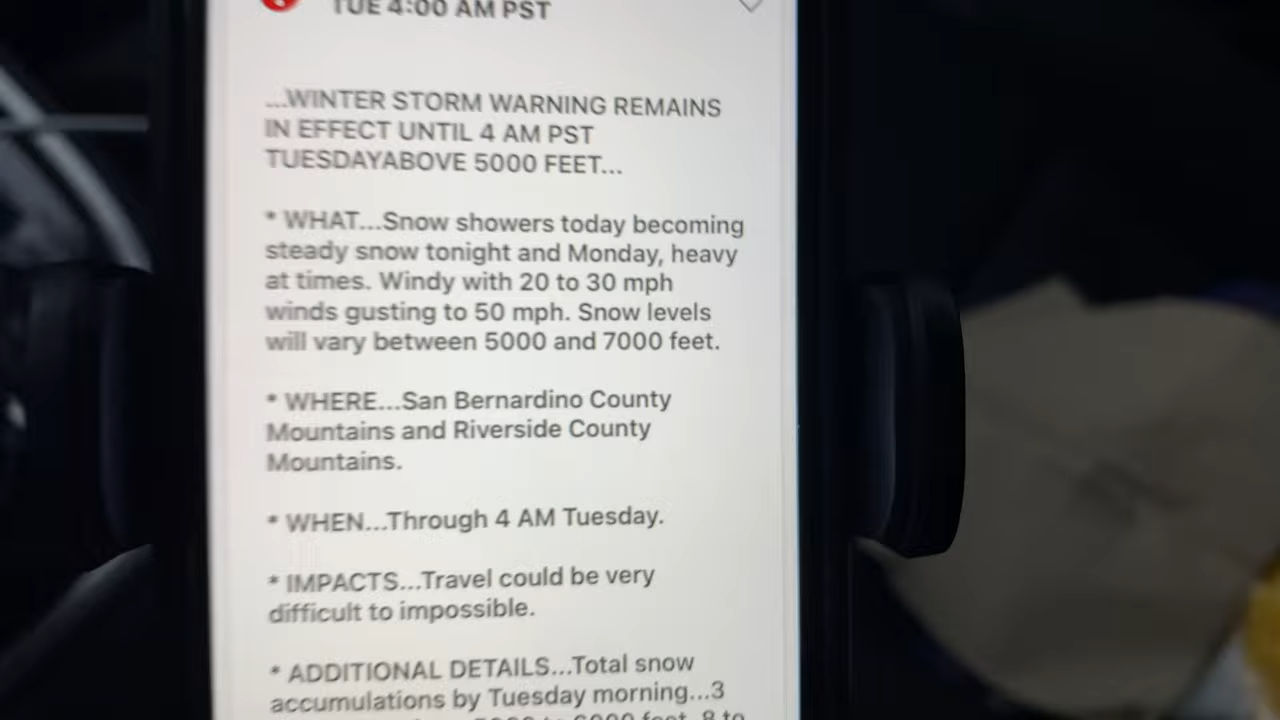 TUE 4:00 AM PST
...WINTER STORM WARNING REMAINS
IN EFFECT UNTIL 4 AM PST
TUESDAYABOVE 5000 FEET...
* WHAT...Snow showers today becoming
steady snow tonight and Monday, heavy
at times. Windy with 20 to 30 mph
winds gusting to 50 mph. Snow levels
will vary between 5000 and 7000 feet.
* WHERE...San Bernardino County
Mountains and Riverside County
Mountains.
* WHEN...Through 4 AM Tuesday.
* IMPACTS...Travel could be very
difficult to impossible.
* ADDITIONAL DETAILS...Total snow
accumulations by Tuesday morning...3
feet, 8 to